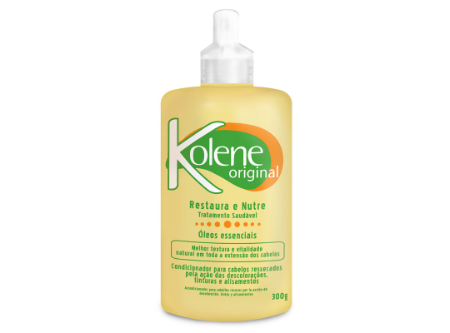 Kolene
original
Restaura e Nutre
Tratamento Saudável
Óleos essenciais
Melhor textura e vitalidade
natural em toda a extensão dos cabelos
Condicionador para cabelos ressecados
pela ação das descolorações,
tinturas e alisamentos
300g